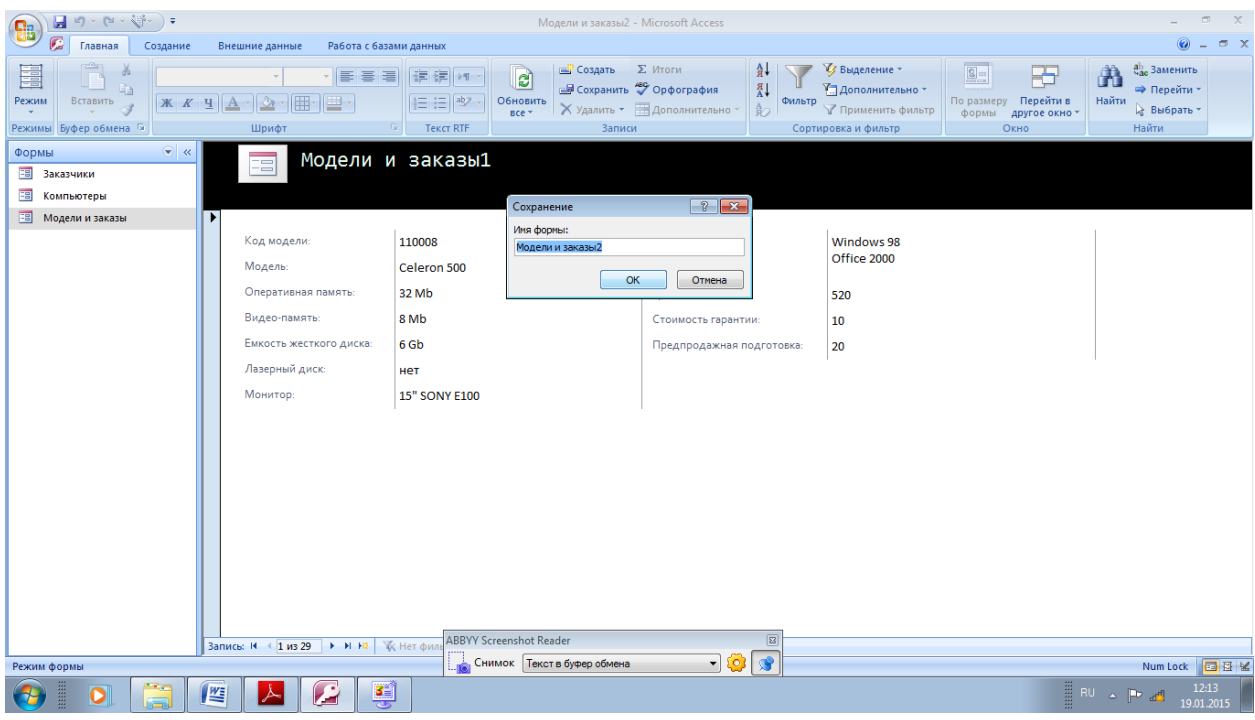 Модели и заказы2 - Microsoft Access
Главная Создание Внешние данные Работа с базами данных
Режим
Вставить
Ж К Ч
Обновить все
Создать
Сохранить
Удалить
Итоги
Орфография
Дополнительно
Фильтр
Выделение
Дополнительно
Применить фильтр
По размеру формы
Перейти в другое окно
Найти
Заменить
Перейти
Выбрать
Режимы Буфер обмена Шрифт Текст RTF Записи Сортировка и фильтр Окно Найти
Формы
Заказчики
Компьютеры
Модели и заказы
Модели и заказы1
Сохранение
Имя формы:
Модели и заказы2
ОК Отмена
Код модели: 110008
Модель: Celeron 500
Оперативная память: 32 Mb
Видео-память: 8 Mb
Емкость жесткого диска: 6 Gb
Лазерный диск: нет
Монитор: 15" SONY E100
Windows 98
Office 2000
520
Стоимость гарантии: 10
Предпродажная подготовка: 20
Запись: 1 из 29 Нет филь
ABBYY Screenshot Reader
Снимок Текст в буфер обмена
Режим формы
Num Lock
RU
12:13
19.01.2015